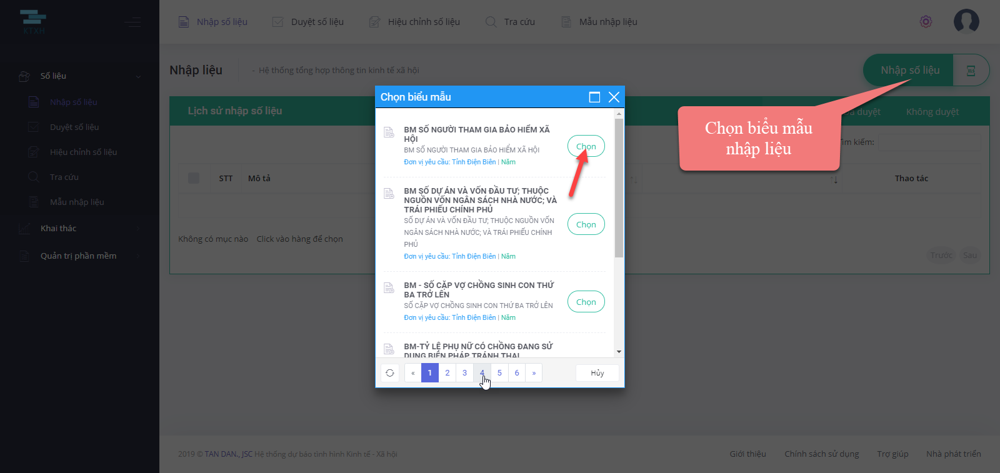 KTXH
Nhập số liệu
Duyệt số liệu
Hiệu chỉnh số liệu
Tra cứu
Mẫu nhập liệu
Số liệu
Nhập số liệu
Duyệt số liệu
Hiệu chỉnh số liệu
Tra cứu
Mẫu nhập liệu
Khai thác
Quản trị phần mềm
Nhập liệu
- Hệ thống tổng hợp thông tin kinh tế xã hội
Nhập số liệu
XLS
Lịch sử nhập số liệu
duyệt
Không duyệt
Tìm kiếm:
STT
Mô tả
Thao tác
Không có mục nào Click vào hàng để chọn
Trước
Sau
Chọn biểu mẫu
nhập liệu
Chọn biểu mẫu
BM SỐ NGƯỜI THAM GIA BẢO HIỂM XÃ
HỘI
BM SỐ NGƯỜI THAM GIA BẢO HIỂM XÃ HỘI
Đơn vị yêu cầu: Tỉnh Điện Biên | Năm
Chọn
BM SỐ DỰ ÁN VÀ VỐN ĐẦU TƯ; THUỘC
NGUỒN VỐN NGÂN SÁCH NHÀ NƯỚC; VÀ
TRÁI PHIẾU CHÍNH PHỦ
SỐ DỰ ÁN VÀ VỐN ĐẦU TƯ; THUỘC NGUỒN VỐN
NGÂN SÁCH NHÀ NƯỚC; VÀ TRÁI PHIẾU CHÍNH
PHỦ
Đơn vị yêu cầu: Tỉnh Điện Biên | Năm
Chọn
BM - SỐ CẶP VỢ CHỒNG SINH CON THỨ
BA TRỞ LÊN
SỐ CẶP VỢ CHỒNG SINH CON THỨ BA TRỞ LÊN
Đơn vị yêu cầu: Tỉnh Điện Biên | Năm
Chọn
BM-TỶ LỆ PHỤ NỮ CÓ CHỒNG ĐANG SỬ
DỤNG BIỆN PHÁP TRÁNH THAI
« 1 2 3 4 5 6 »
Hủy
2019 © TAN DAN., JSC Hệ thống dự báo tình hình Kinh tế - Xã hội
Giới thiệu
Chính sách sử dụng
Trợ giúp
Nhà phát triển